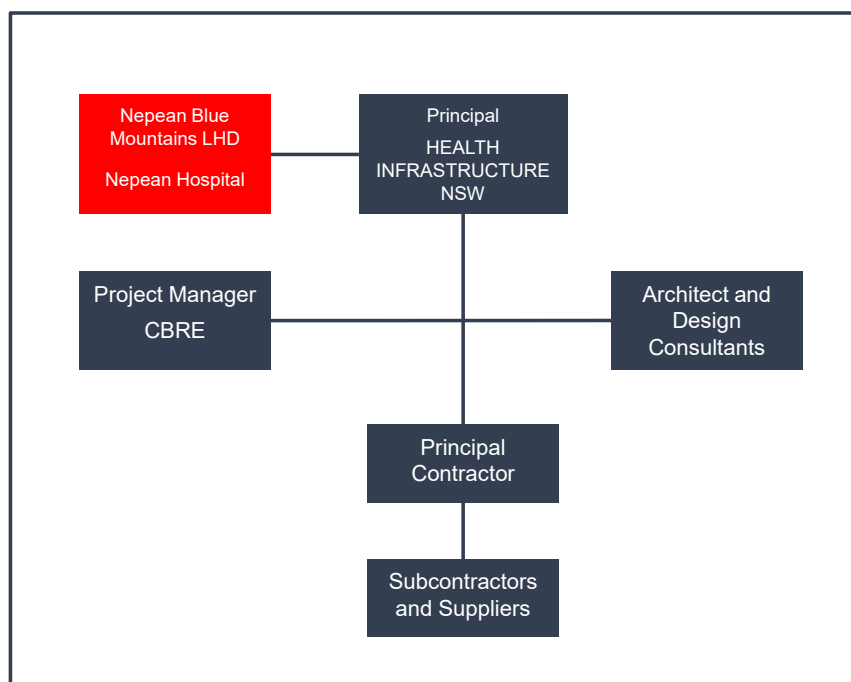 Nepean Blue
Mountains LHD
Nepean Hospital
Principal
HEALTH
INFRASTRUCTURE
NSW
Project Manager
CBRE
Architect and
Design
Consultants
Principal
Contractor
Subcontractors
and Suppliers